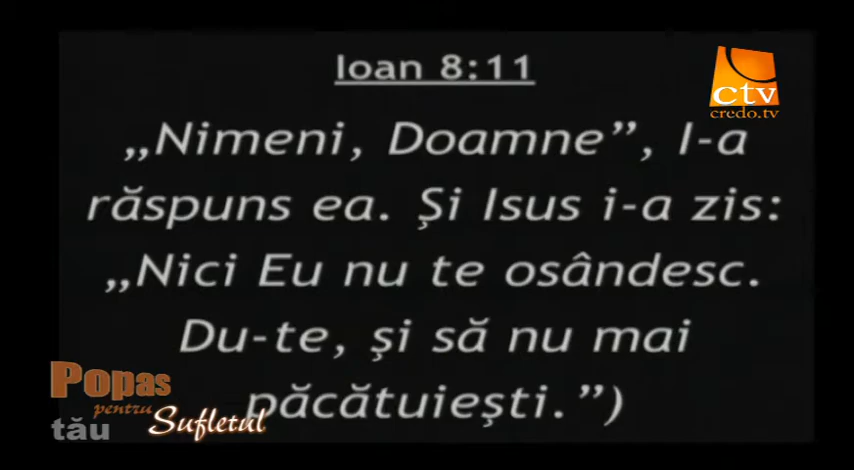 Ioan 8:11
ctv
credo.tv
„Nimeni, Doamne”, I-a
răspuns ea. Şi Isus i-a zis:
„Nici Eu nu te osândesc.
Du-te, şi să nu mai
păcătuieşti.”)
Popas
pentru
Sufletul
tău